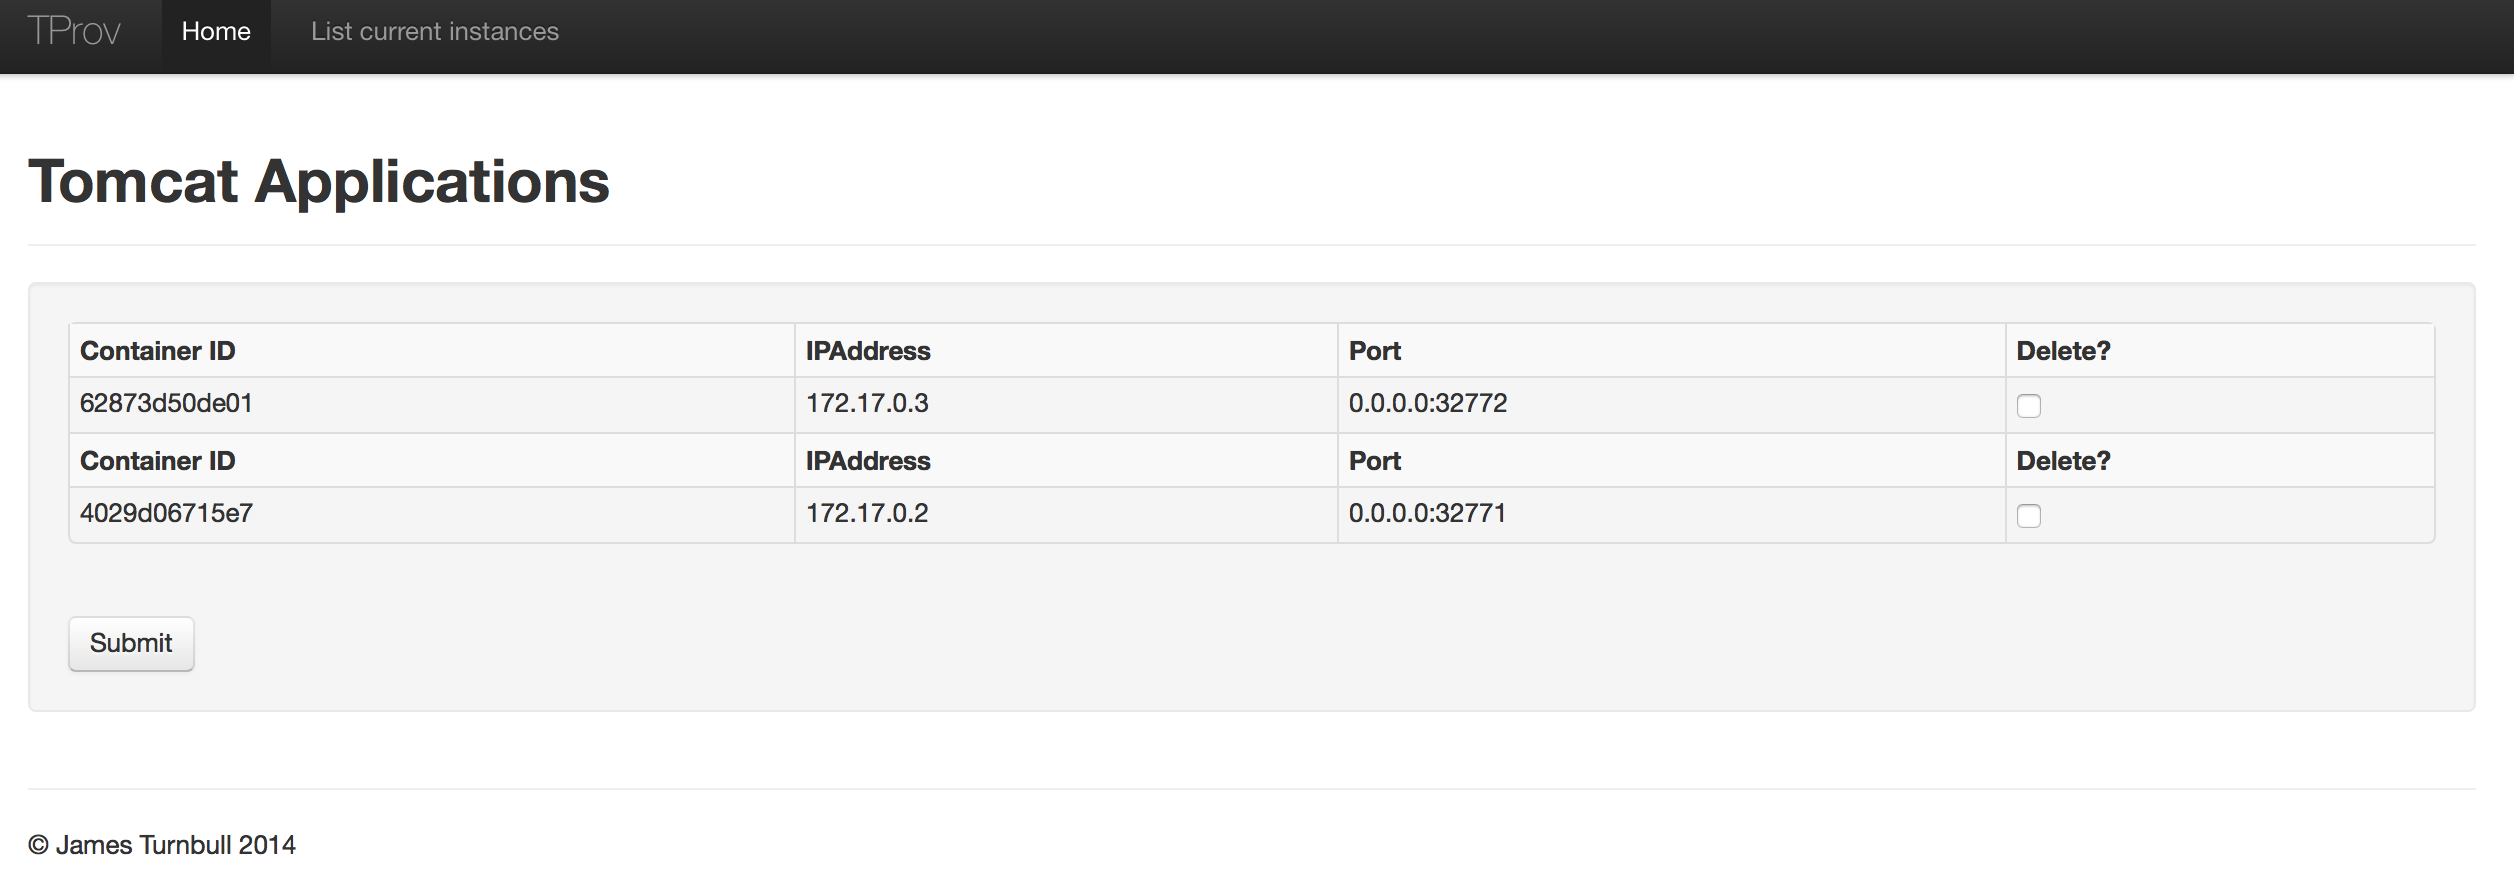 TProv Home List current instances
Tomcat Applications
Container ID IPAddress Port Delete?
62873d50de01 172.17.0.3 0.0.0.0:32772
Container ID IPAddress Port Delete?
4029d06715e7 172.17.0.2 0.0.0.0:32771
Submit
© James Turnbull 2014